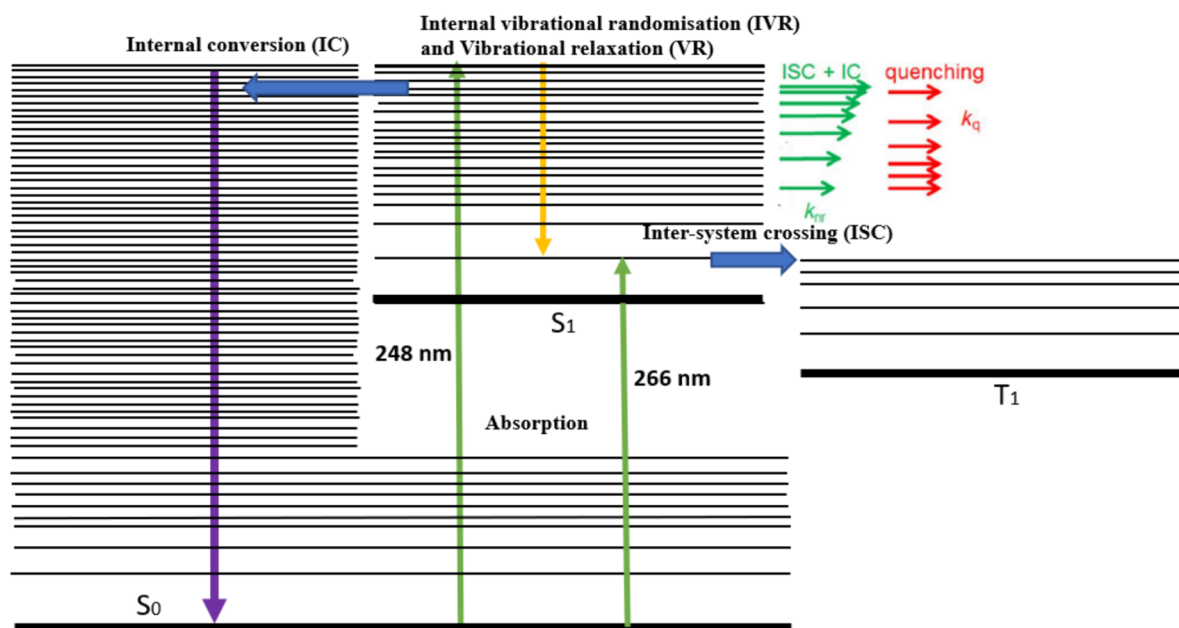 Internal conversion (IC)
Internal vibrational randomisation (IVR)
and Vibrational relaxation (VR)
ISC + IC
quenching
kq
knr
Inter-system crossing (ISC)
S1
248 nm
266 nm
T1
Absorption
S0